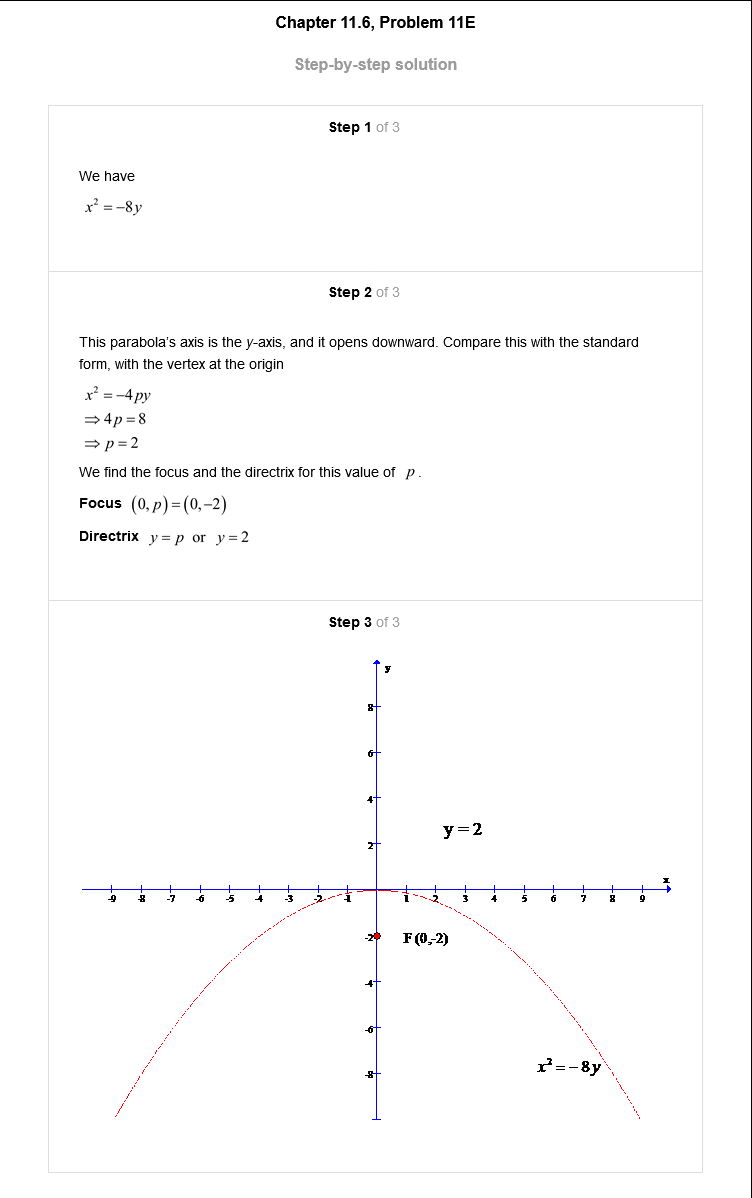 Chapter 11.6, Problem 11E
Step-by-step solution
Step 1 of 3
We have
x² = −8y
Step 2 of 3
This parabola's axis is the y-axis, and it opens downward. Compare this with the standard
form, with the vertex at the origin
x² = −4py
⇒ 4p = 8
⇒ p = 2
We find the focus and the directrix for this value of p.
Focus (0, p) = (0, −2)
Directrix y = p or y = 2
Step 3 of 3
y
8
6
4
y = 2
2
x
-9 -8 -7 -6 -5 -4 -3 -2 -1 1 2 3 4 5 6 7 8 9
-2 F(0,-2)
-4
-6
x² = −8y
-8